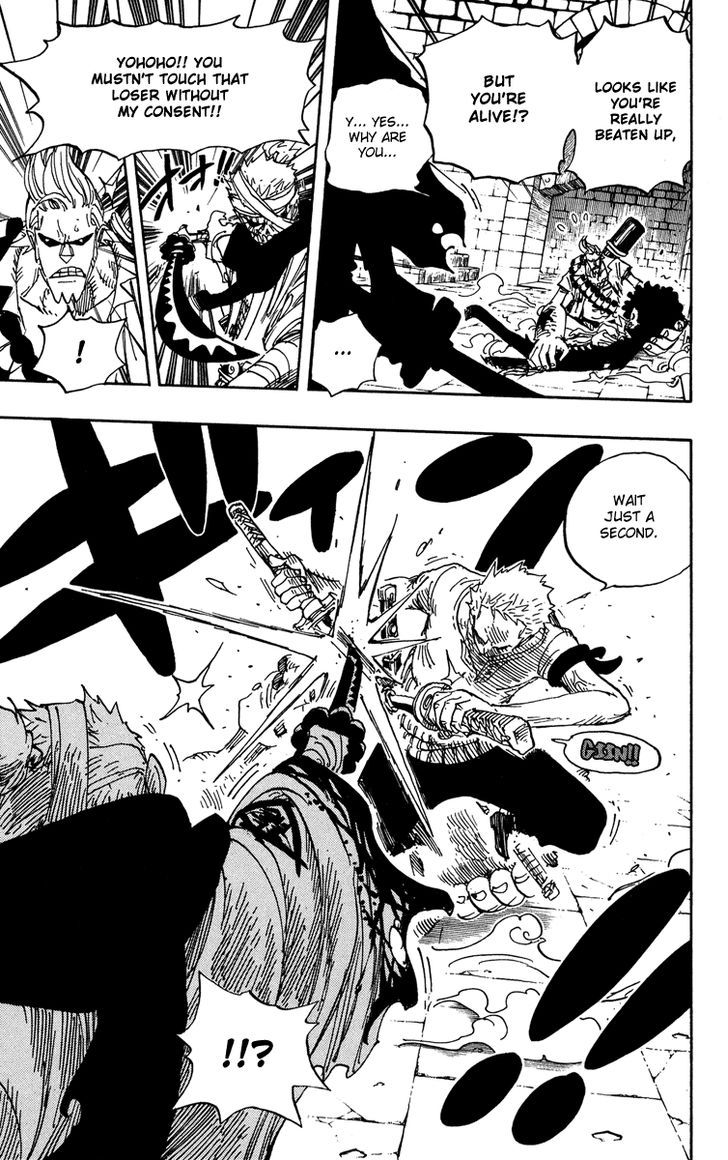 LOOKS LIKE
YOU'RE
REALLY
BEATEN UP,
BUT
YOU'RE
ALIVE!?
Y... YES...
WHY ARE
YOU...
...
YOHOHO!! YOU
MUSTN'T TOUCH THAT
LOSER WITHOUT
MY CONSENT!!
!
WAIT
JUST A
SECOND.
GIIN!!
!!?